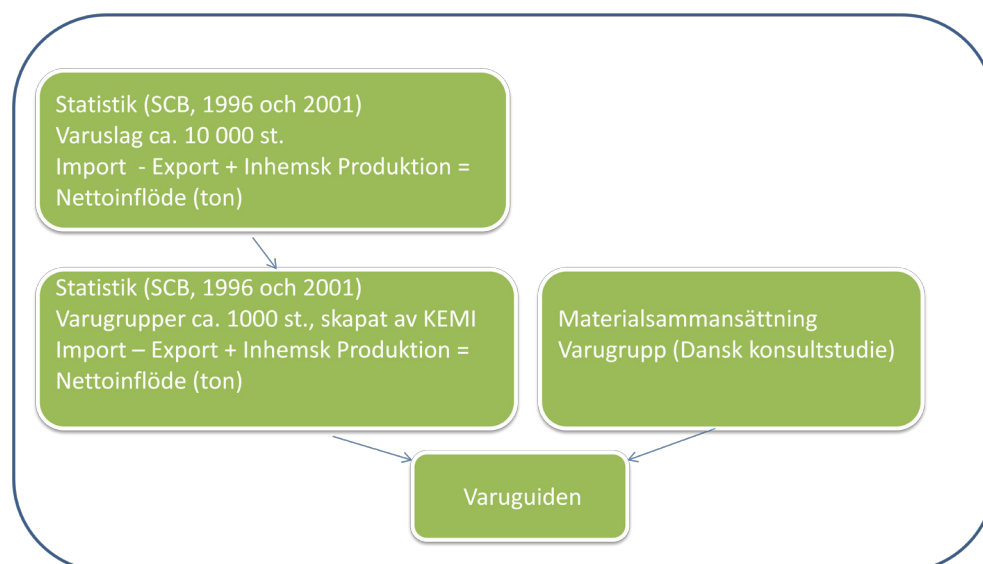 Statistik (SCB, 1996 och 2001)
Varuslag ca. 10 000 st.
Import  - Export + Inhemsk Produktion =
Nettoinflöde (ton)
Statistik (SCB, 1996 och 2001)
Varugrupper ca. 1000 st., skapat av KEMI
Import – Export + Inhemsk Produktion =
Nettoinflöde (ton)
Materialsammansättning
Varugrupp (Dansk konsultstudie)
Varuguiden